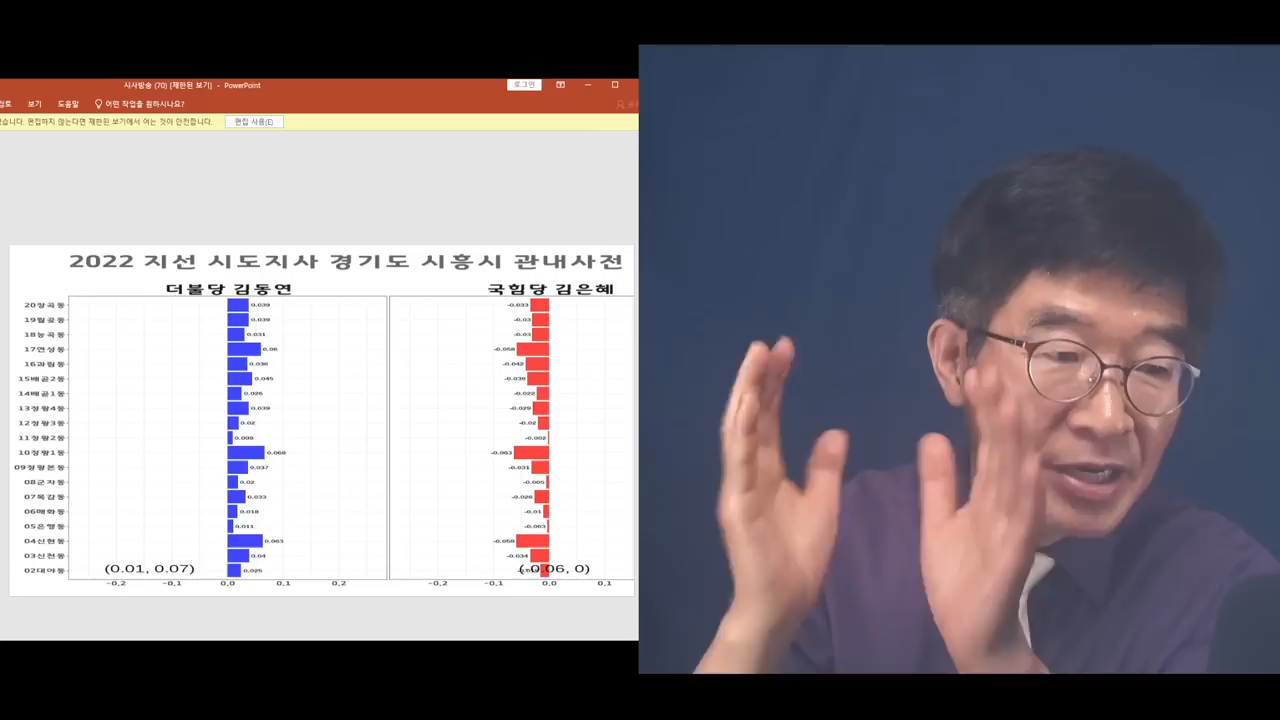 시사방송 (70) [제한된 보기] - PowerPoint
로그인
검토 보기 도움말 어떤 작업을 원하시나요?
있습니다. 편집하지 않는다면 제한된 보기에서 여는 것이 안전합니다. 편집 사용(E)
2022 지선 시도지사 경기도 시흥시 관내사전
더불당 김동연 국힘당 김은혜
20장곡동 0.039 -0.033
19월곶동 0.039 -0.03
18능곡동 0.031 -0.03
17연성동 0.06 -0.058
16과림동 0.036 -0.042
15배곧2동 0.045 -0.039
14배곧1동 0.026 -0.022
13정왕4동 0.039 -0.029
12정왕3동 0.02 -0.02
11정왕2동 0.009 -0.002
10정왕1동 0.068 -0.063
09정왕본동 0.037 -0.031
08군자동 0.02 -0.005
07목감동 0.033 -0.026
06매화동 0.018 -0.01
05은행동 0.011 -0.003
04신현동 0.063 -0.058
03신천동 0.04 -0.034
02대야동 0.025
(0.01, 0.07) (-0.06, 0)
-0.2 -0.1 0.0 0.1 0.2 -0.2 -0.1 0.0 0.1